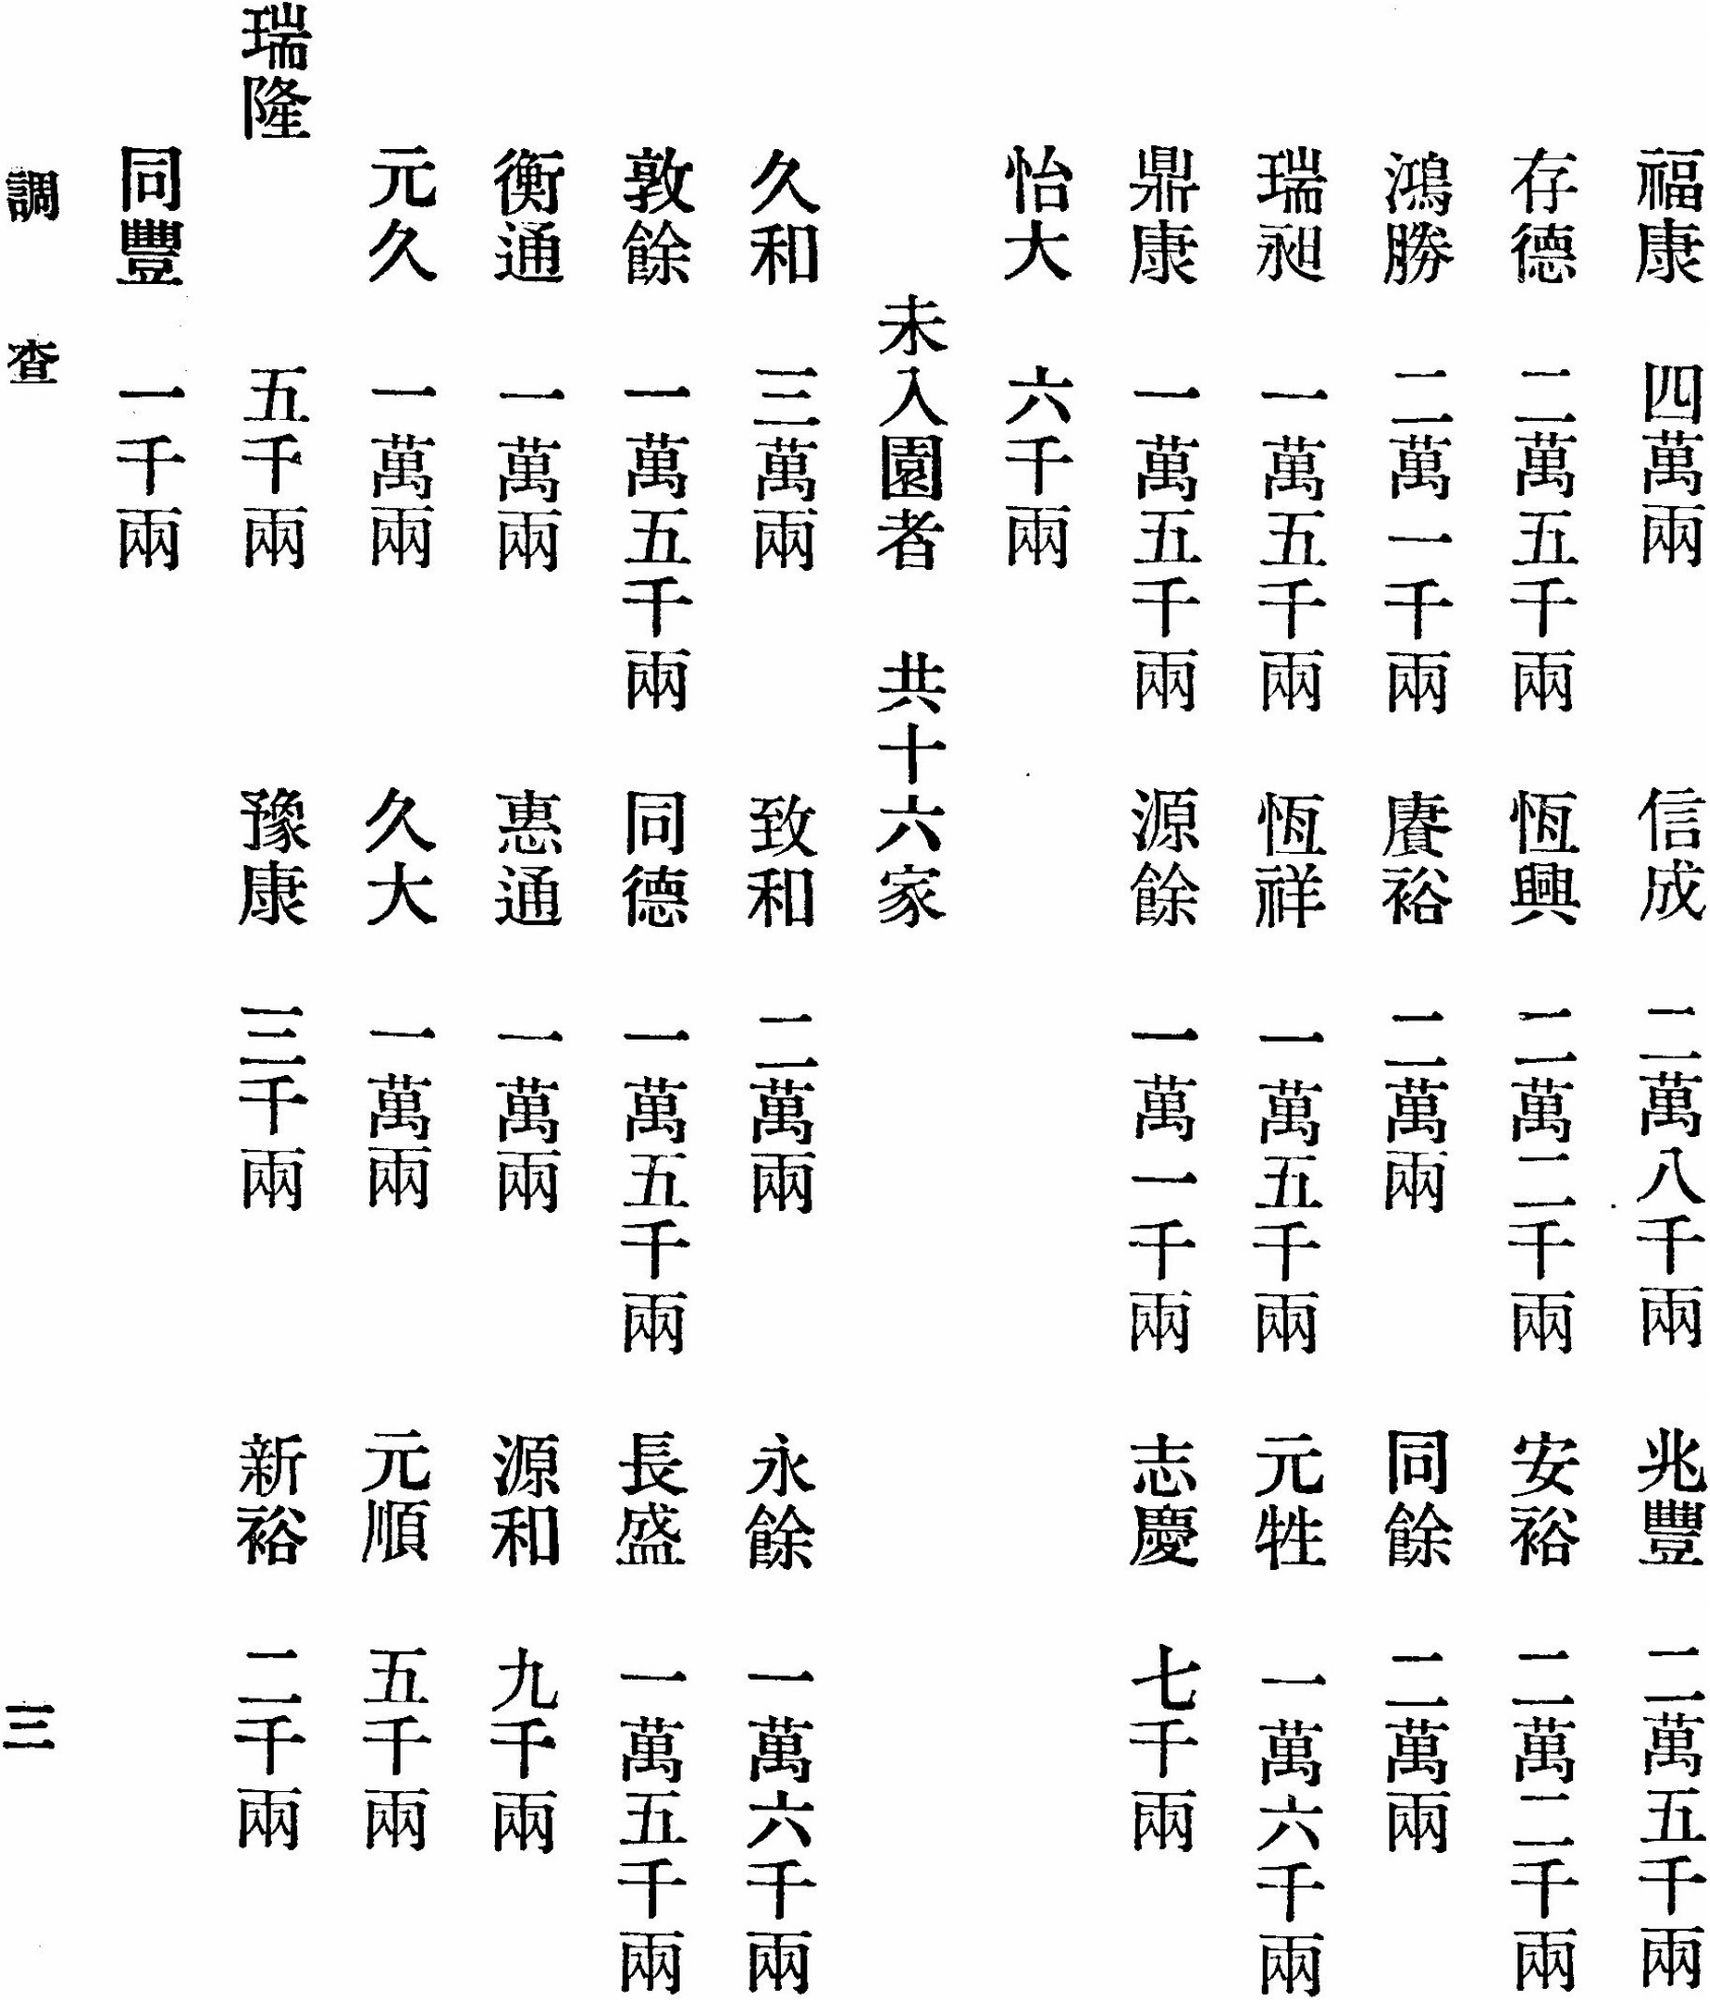 福康　四萬兩　信成　二萬八千兩　兆豐　二萬五千兩
存德　二萬五千兩　恆興　二萬二千兩　安裕　二萬二千兩
鴻勝　二萬一千兩　賡裕　二萬兩　同餘　二萬兩
瑞昶　一萬五千兩　恆祥　一萬五千兩　元甡　一萬六千兩
鼎康　一萬五千兩　源餘　一萬一千兩　志慶　七千兩
怡大　六千兩
未入園者　共十六家
久和　三萬兩　致和　二萬兩　永餘　一萬六千兩
敦餘　一萬五千兩　同德　一萬五千兩　長盛　一萬五千兩
衡通　一萬兩　惠通　一萬兩　源和　九千兩
元久　一萬兩　久大　一萬兩　元順　五千兩
瑞隆　五千兩　豫康　三千兩　新裕　二千兩
同豐　一千兩
調查　三